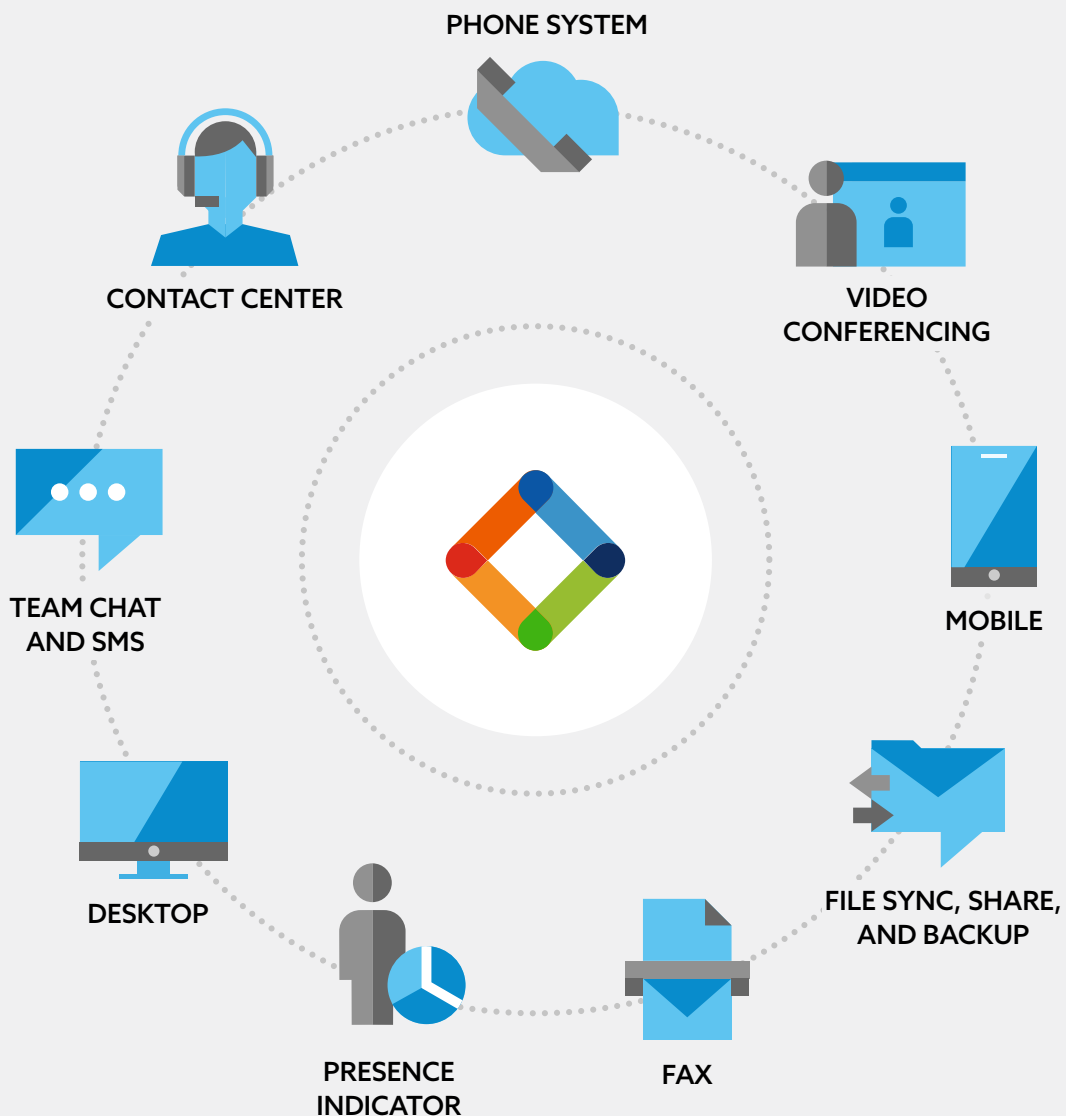 PHONE SYSTEM
CONTACT CENTER
VIDEO
CONFERENCING
TEAM CHAT
AND SMS
MOBILE
DESKTOP
FILE SYNC, SHARE,
AND BACKUP
PRESENCE
INDICATOR
FAX